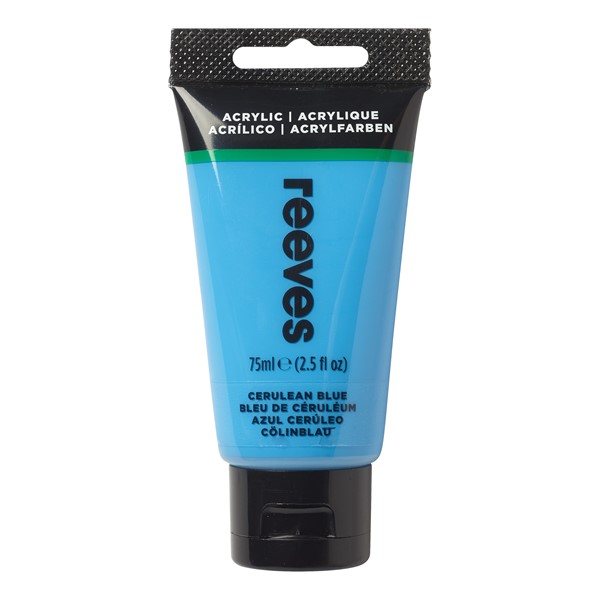 ACRYLIC | ACRYLIQUE
ACRÍLICO | ACRYLFARBEN
reeves
75ml ℮ (2.5 fl oz)
CERULEAN BLUE
BLEU DE CÉRULÉUM
AZUL CERÚLEO
CÖLINBLAU